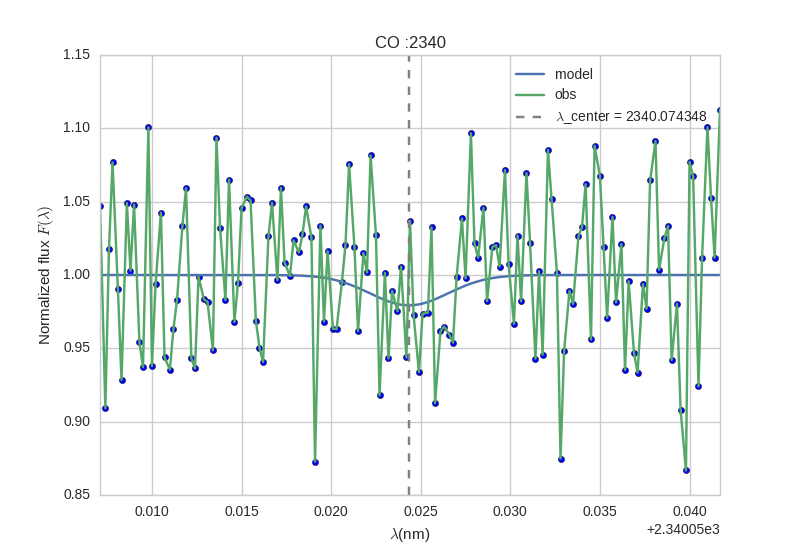 CO :2340
1.15
1.10
1.05
1.00
0.95
0.90
0.85
Normalized flux F(λ)
model
obs
λ_center = 2340.074348
0.010 0.015 0.020 0.025 0.030 0.035 0.040
+2.34005e3
λ(nm)